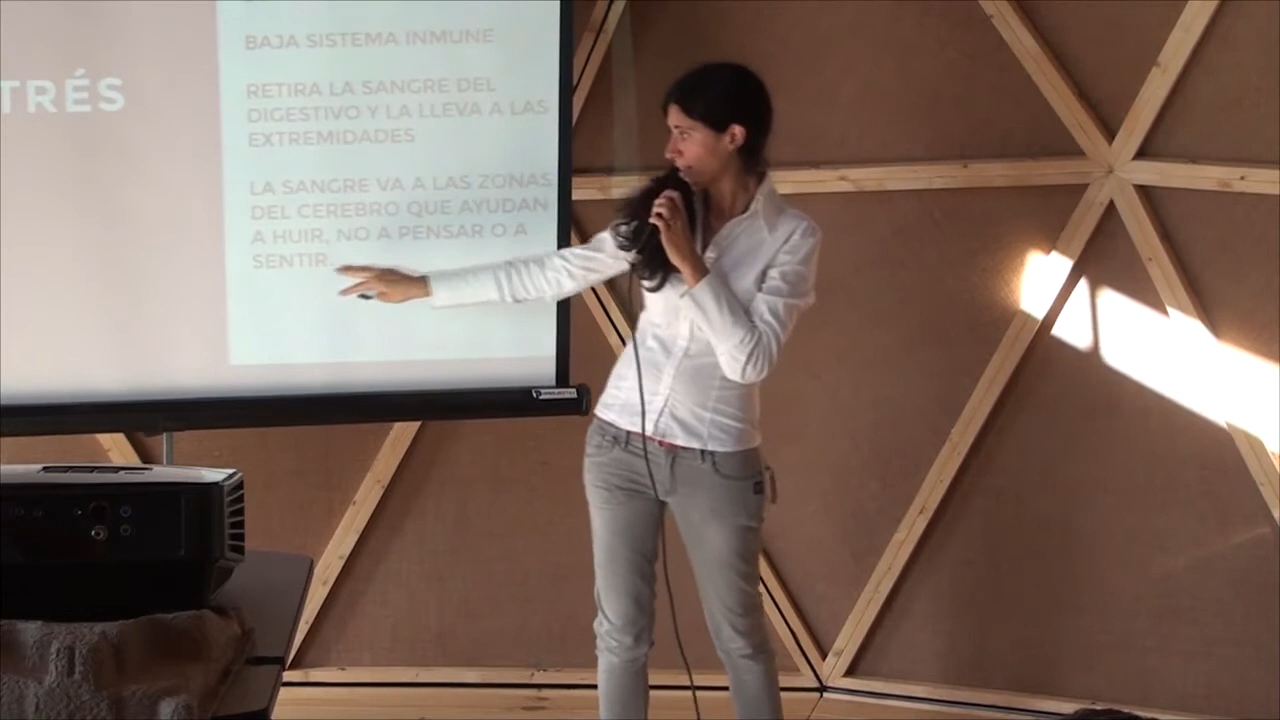 TRÉS
BAJA SISTEMA INMUNE
RETIRA LA SANGRE DEL
DIGESTIVO Y LA LLEVA A LAS
EXTREMIDADES
LA SANGRE VA A LAS ZONAS
DEL CEREBRO QUE AYUDAN
A HUIR, NO A PENSAR O A
SENTIR.